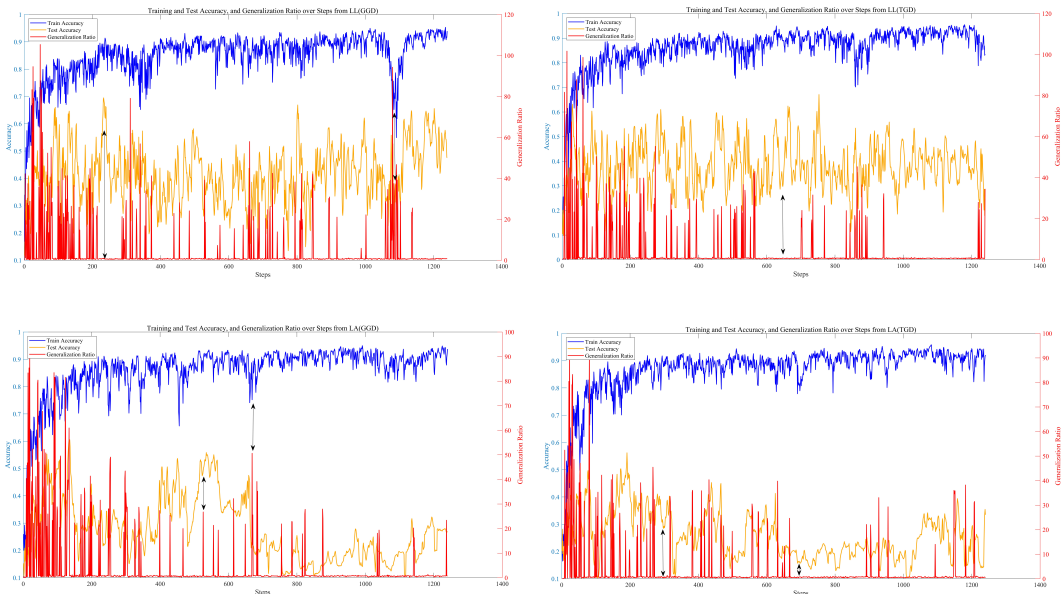 Training and Test Accuracy, and Generalization Ratio over Steps from LL(GGD)
Train Accuracy
Test Accuracy
Generalization Ratio
1
0.9
0.8
0.7
0.6
0.5
0.4
0.3
0.2
0.1
Accuracy
120
100
80
60
40
20
0
Generalization Ratio
0 200 400 600 800 1000 1200 1400
Steps
Training and Test Accuracy, and Generalization Ratio over Steps from LL(TGD)
Train Accuracy
Test Accuracy
Generalization Ratio
1
0.9
0.8
0.7
0.6
0.5
0.4
0.3
0.2
0.1
0
Accuracy
120
100
80
60
40
20
0
Generalization Ratio
0 200 400 600 800 1000 1200 1400
Steps
Training and Test Accuracy, and Generalization Ratio over Steps from LA(GGD)
Train Accuracy
Test Accuracy
Generalization Ratio
1
0.9
0.8
0.7
0.6
0.5
0.4
0.3
0.2
0.1
Accuracy
100
90
80
70
60
50
40
30
20
10
0
Generalization Ratio
0 200 400 600 800 1000 1200 1400
Steps
Training and Test Accuracy, and Generalization Ratio over Steps from LA(TGD)
Train Accuracy
Test Accuracy
Generalization Ratio
1
0.9
0.8
0.7
0.6
0.5
0.4
0.3
0.2
0.1
Accuracy
100
90
80
70
60
50
40
30
20
10
0
Generalization Ratio
0 200 400 600 800 1000 1200 1400
Steps